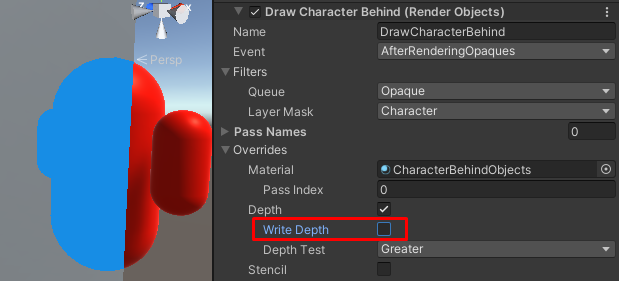 Z
X
Persp
Draw Character Behind (Render Objects)
Name DrawCharacterBehind
Event AfterRenderingOpaques
Filters
Queue Opaque
Layer Mask Character
Pass Names 0
Overrides
Material CharacterBehindObjects
Pass Index 0
Depth
Write Depth
Depth Test Greater
Stencil